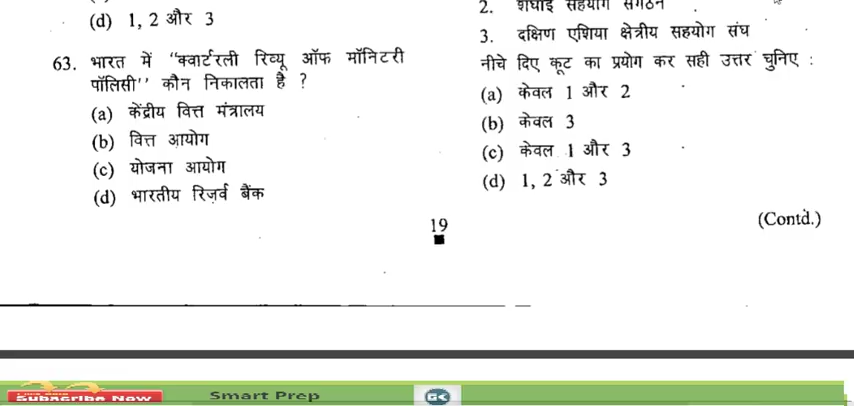 (d) 1, 2 और 3
63. भारत में "क्वार्टरली रिव्यू ऑफ मॉनिटरी
पॉलिसी'' कौन निकालता है ?
(a) केंद्रीय वित्त मंत्रालय
(b) वित्त आयोग
(c) योजना आयोग
(d) भारतीय रिज़र्व बैंक
2. शंघाई सहयोग संगठन
3. दक्षिण एशिया क्षेत्रीय सहयोग संघ
नीचे दिए कूट का प्रयोग कर सही उत्तर चुनिए :
(a) केवल 1 और 2
(b) केवल 3
(c) केवल 1 और 3
(d) 1, 2 और 3
19
(Contd.)
Subscribe Now
Smart Prep
GK